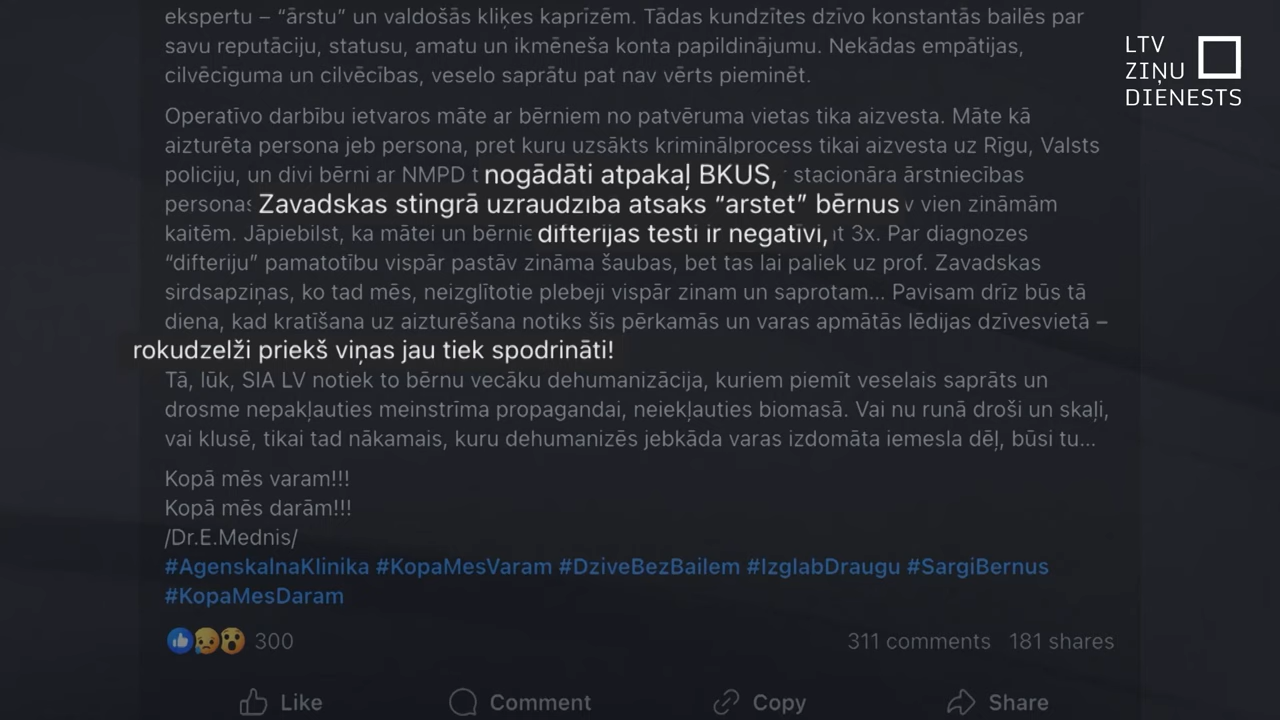 ekspertu – “ārstu” un valdošās kliķes kaprizēm. Tādas kundzītes dzīvo konstantās bailēs par
savu reputāciju, statusu, amatu un ikmēneša konta papildinājumu. Nekādas empātijas,
cilvēcīguma un cilvēcības, veselo saprātu pat nav vērts pieminēt.
LTV
ZIŅU
DIENESTS
Operatīvo darbību ietvaros māte ar bērniem no patvēruma vietas tika aizvesta. Māte kā
aizturēta persona jeb persona, pret kuru uzsākts kriminālprocess tikai aizvesta uz Rīgu, Valsts
policiju, un divi bērni ar NMPD t nogādāti atpakaļ BKUS, stacionāra ārstniecības
personas Zavadskas stingrā uzraudzība atsaks “arstet” bērnus v vien zināmām
kaitēm. Jāpiebilst, ka mātei un bērnie difterijas testi ir negatīvi, at 3x. Par diagnozes
“difteriju” pamatotību vispār pastāv zināma šaubas, bet tas lai paliek uz prof. Zavadskas
sirdsapziņas, ko tad mēs, neizglītotie plebeji vispār zinam un saprotam... Pavisam drīz būs tā
diena, kad kratīšana uz aizturēšana notiks šīs pērkamās un varas apmātās lēdijas dzīvesvietā –
rokudzelži priekš viņas jau tiek spodrināti!
Tā, lūk, SIA LV notiek to bērnu vecāku dehumanizācija, kuriem piemīt veselais saprāts un
drosme nepakļauties meinstrīma propagandai, neiekļauties biomasā. Vai nu runā droši un skaļi,
vai klusē, tikai tad nākamais, kuru dehumanizēs jebkāda varas izdomāta iemesla dēļ, būsi tu...
Kopā mēs varam!!!
Kopā mēs darām!!!
/Dr.E.Mednis/
#AgenskalnaKlinika #KopaMesVaram #DziveBezBailem #IzglabDraugu #SargiBernus
#KopaMesDaram
300
311 comments 181 shares
Like Comment Copy Share